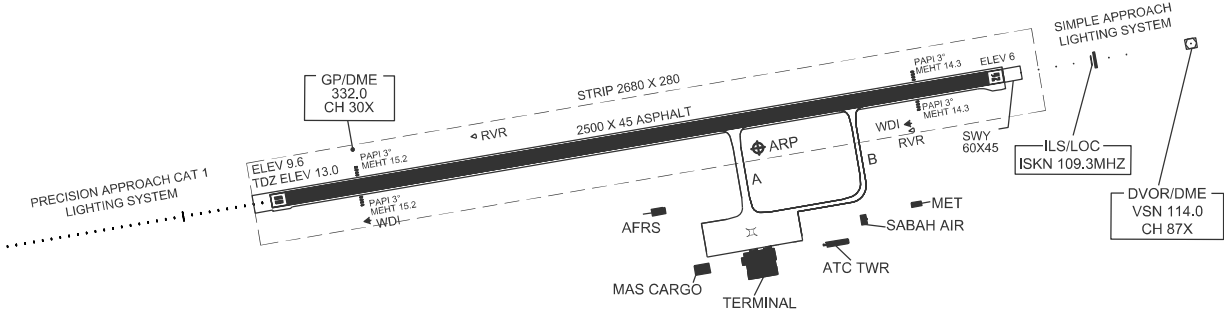 SIMPLE APPROACH
LIGHTING SYSTEM
PAPI 3°
MEHT 14.3
ELEV 6
GP/DME
332.0
CH 30X
STRIP 2680 X 280
RVR
2500 X 45 ASPHALT
PAPI 3°
MEHT 14.3
WDI
RVR
SWY
60X45
ILS/LOC
ISKN 109.3MHZ
ELEV 9.6
TDZ ELEV 13.0
PAPI 3°
MEHT 15.2
ARP
A
B
PRECISION APPROACH CAT 1
LIGHTING SYSTEM
PAPI 3°
MEHT 15.2
WDI
DVOR/DME
VSN 114.0
CH 87X
AFRS
MET
SABAH AIR
ATC TWR
MAS CARGO
TERMINAL